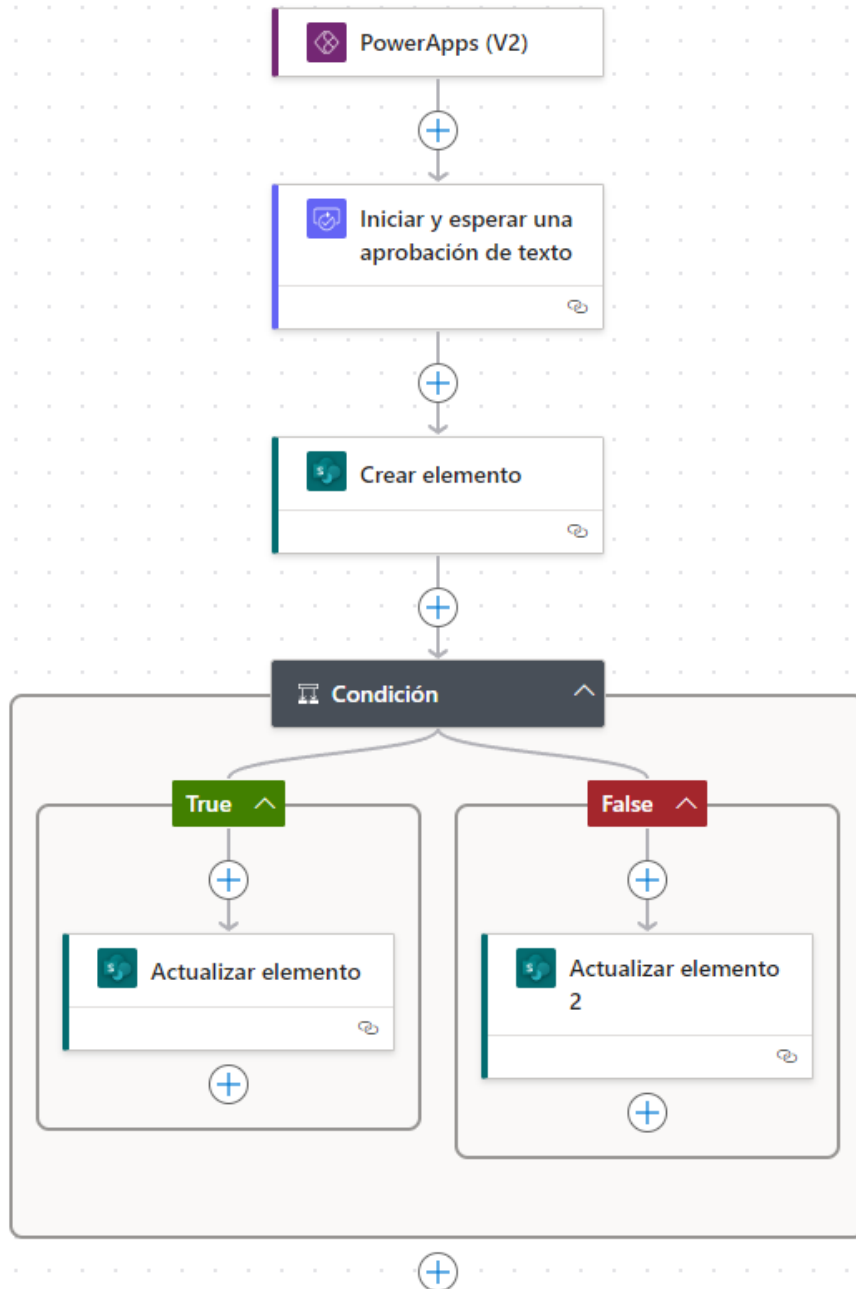 PowerApps (V2)
Iniciar y esperar una
aprobación de texto
Crear elemento
Condición
True
False
Actualizar elemento
Actualizar elemento
2